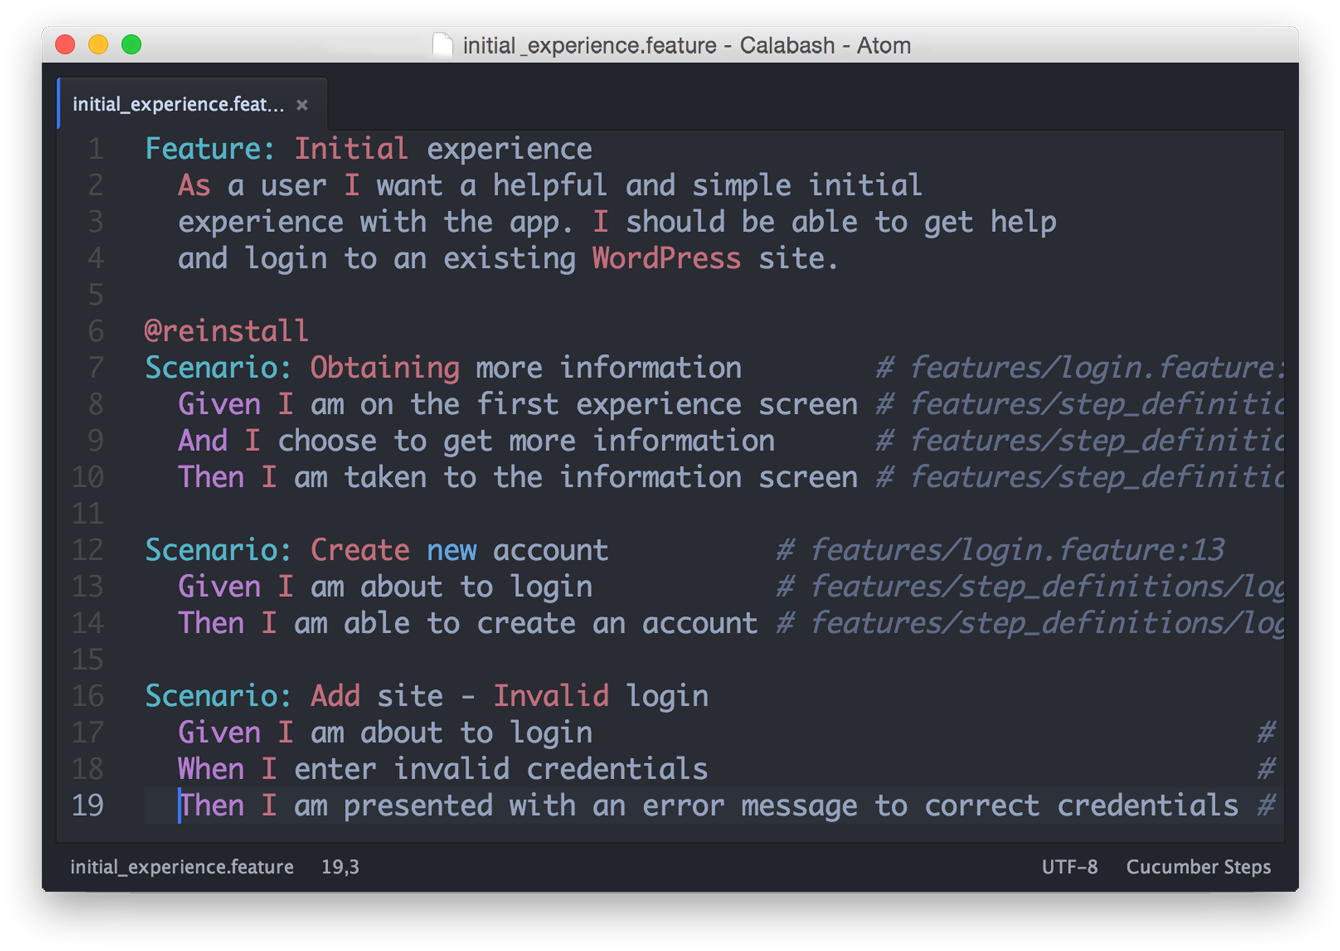 initial_experience.feature - Calabash - Atom
initial_experience.feat... ×
1 Feature: Initial experience
2 As a user I want a helpful and simple initial
3 experience with the app. I should be able to get help
4 and login to an existing WordPress site.
5
6 @reinstall
7 Scenario: Obtaining more information # features/login.feature:
8 Given I am on the first experience screen # features/step_definitic
9 And I choose to get more information # features/step_definitic
10 Then I am taken to the information screen # features/step_definitic
11
12 Scenario: Create new account # features/login.feature:13
13 Given I am about to login # features/step_definitions/log
14 Then I am able to create an account # features/step_definitions/log
15
16 Scenario: Add site - Invalid login
17 Given I am about to login #
18 When I enter invalid credentials #
19 Then I am presented with an error message to correct credentials #
initial_experience.feature 19,3 UTF-8 Cucumber Steps